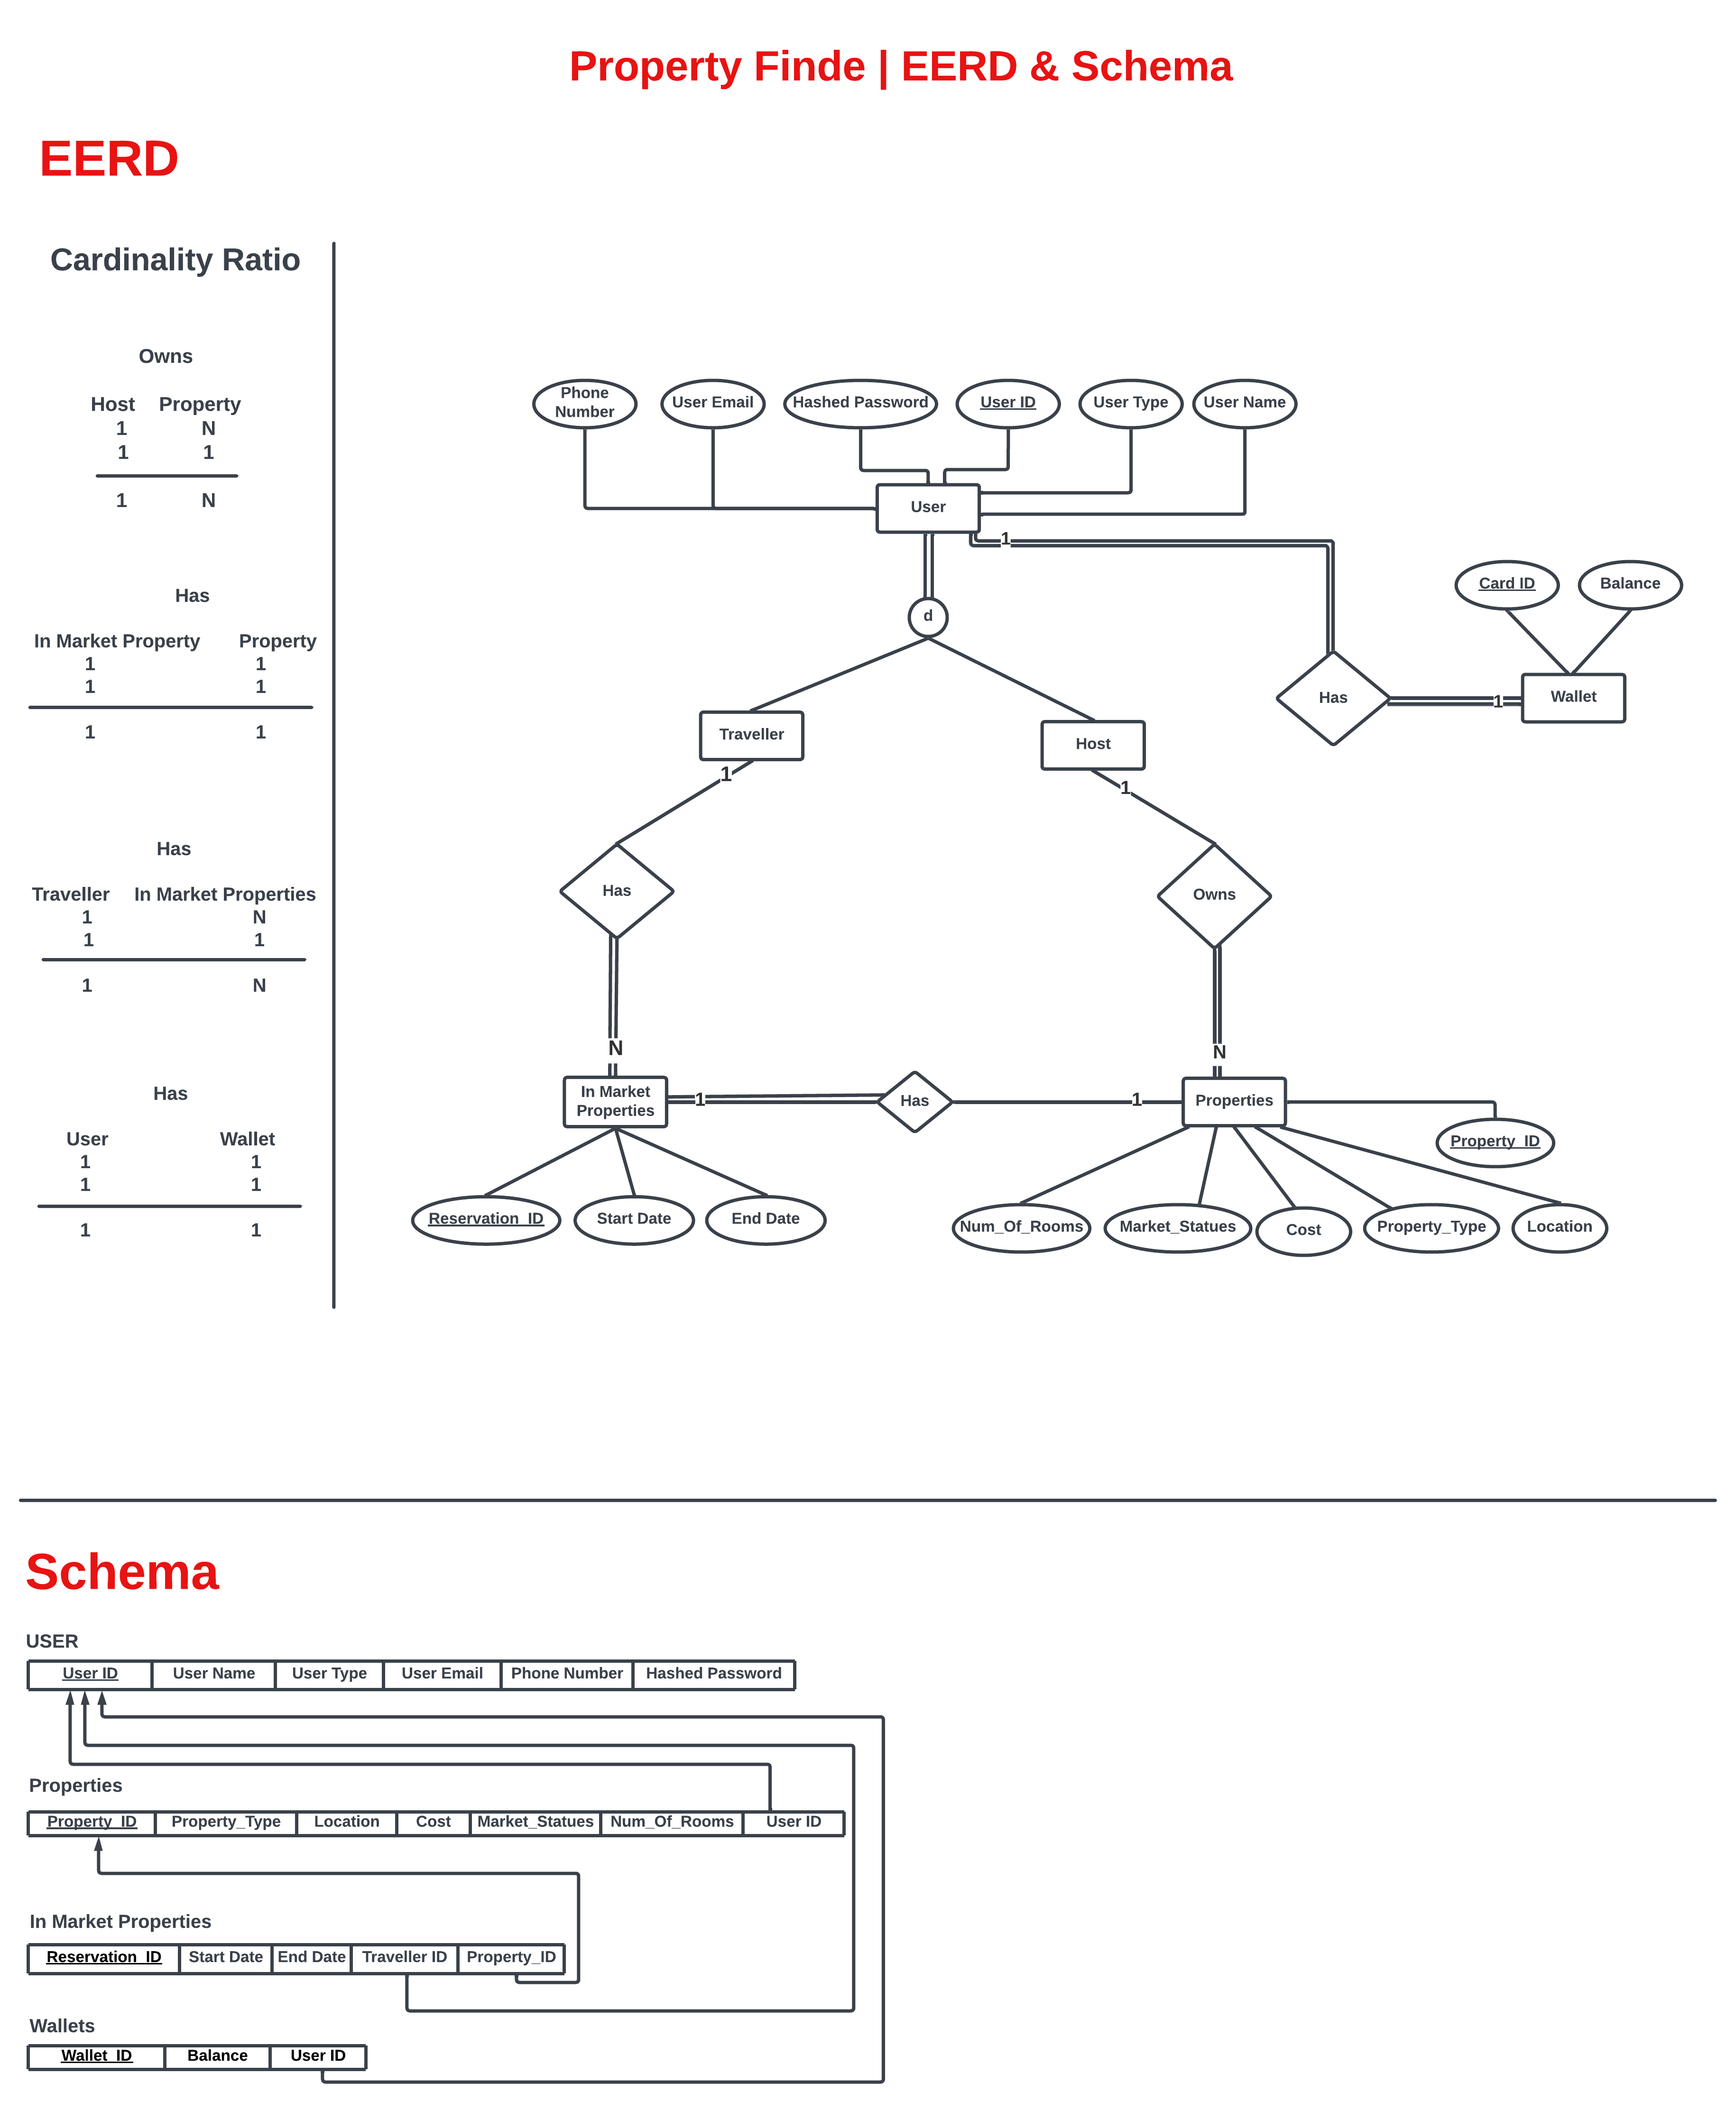 Property Finde | EERD & Schema
EERD
Cardinality Ratio
Owns
Host Property
1 N
1 1
1 N
Has
In Market Property Property
1 1
1 1
1 1
Has
Traveller In Market Properties
1 N
1 1
1 N
Has
User Wallet
1 1
1 1
1 1
Phone
Number
User Email
Hashed Password
User ID
User Type
User Name
User
1
Card ID
Balance
d
Has
1
Wallet
Traveller
Host
1
1
Has
Owns
N
N
In Market
Properties
1
Has
1
Properties
Property_ID
Reservation_ID
Start Date
End Date
Num_Of_Rooms
Market_Statues
Cost
Property_Type
Location
Schema
USER
User ID User Name User Type User Email Phone Number Hashed Password
Properties
Property_ID Property_Type Location Cost Market_Statues Num_Of_Rooms User ID
In Market Properties
Reservation_ID Start Date End Date Traveller ID Property_ID
Wallets
Wallet_ID Balance User ID